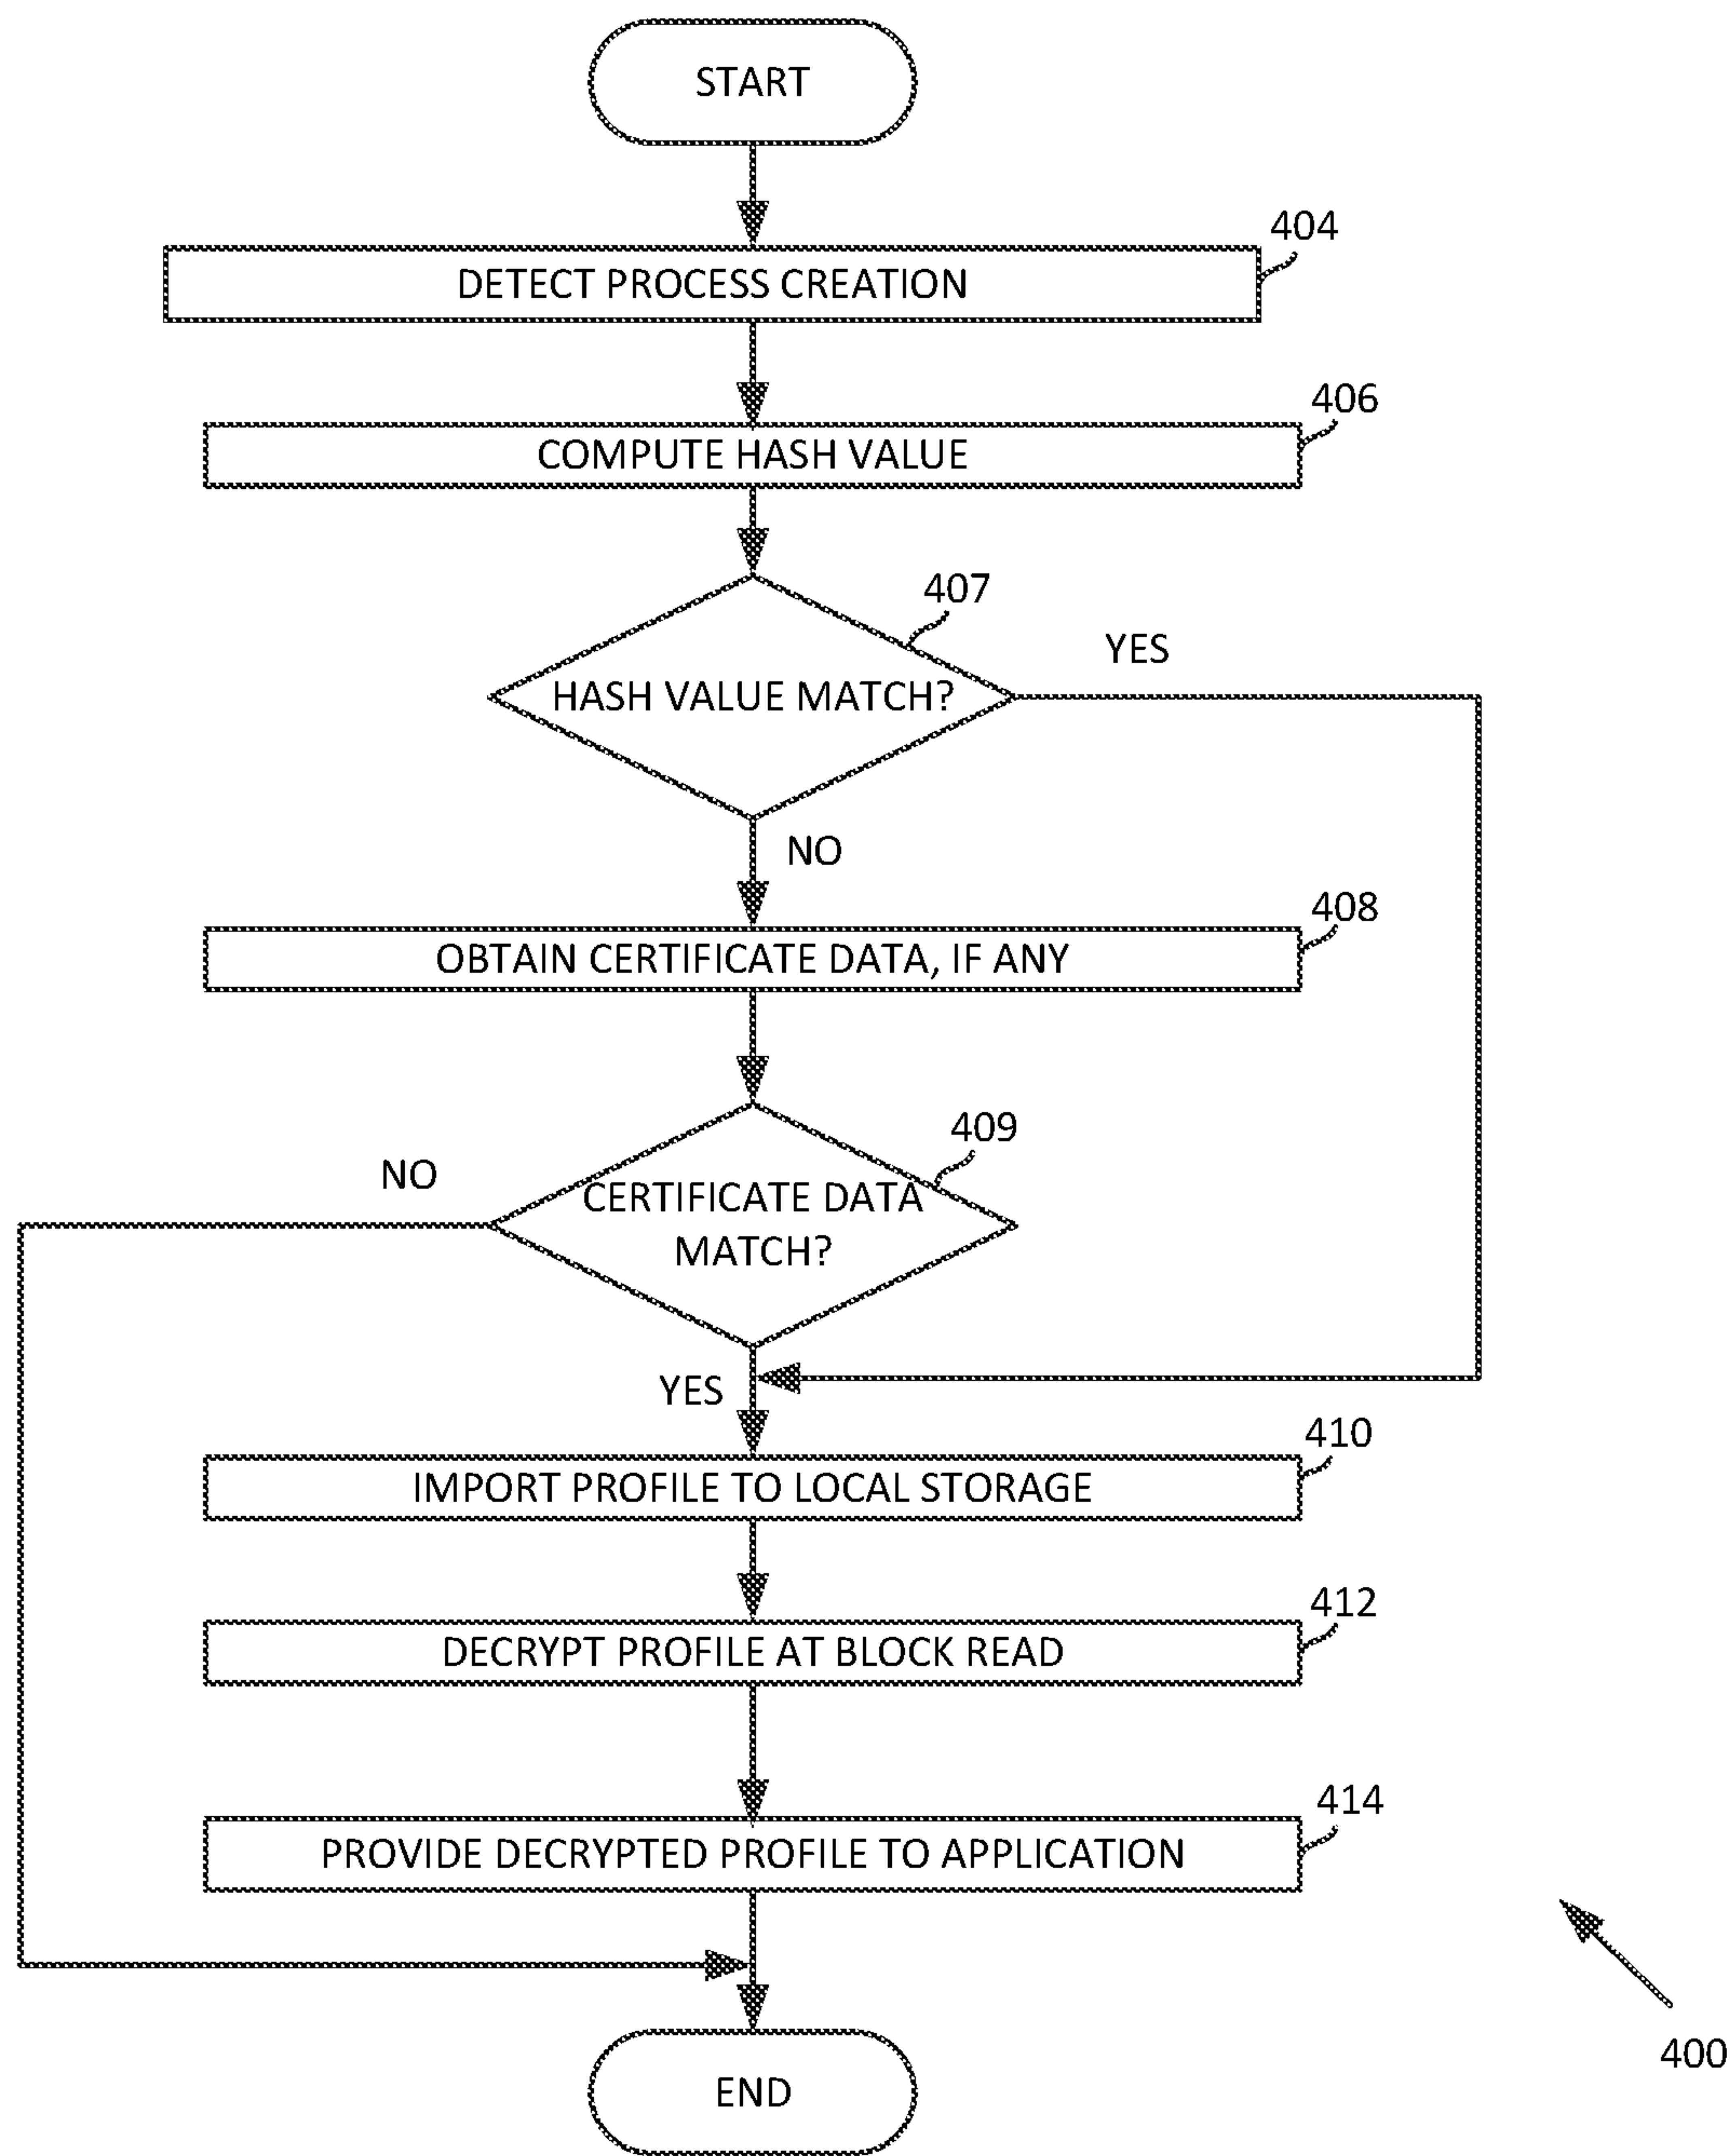 START
404
DETECT PROCESS CREATION
406
COMPUTE HASH VALUE
407
YES
HASH VALUE MATCH?
NO
408
OBTAIN CERTIFICATE DATA, IF ANY
409
NO
CERTIFICATE DATA
MATCH?
YES
410
IMPORT PROFILE TO LOCAL STORAGE
412
DECRYPT PROFILE AT BLOCK READ
414
PROVIDE DECRYPTED PROFILE TO APPLICATION
400
END